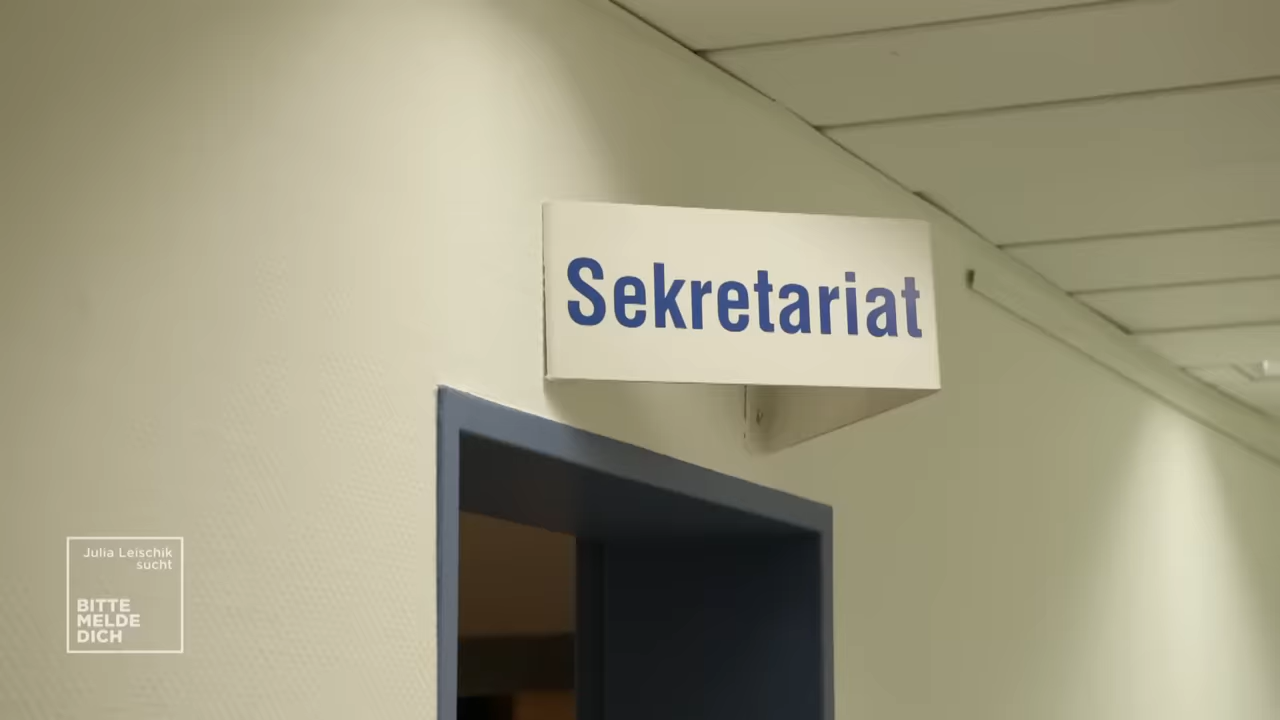 Sekretariat
Julia Leischik
sucht
BITTE
MELDE
DICH